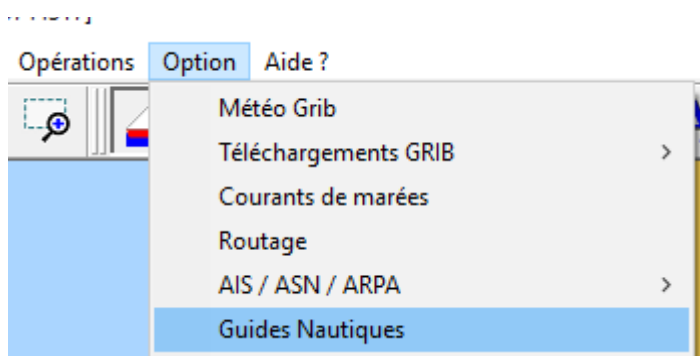 Opérations Option Aide ?
Météo Grib
Téléchargements GRIB
Courants de marées
Routage
AIS / ASN / ARPA
Guides Nautiques